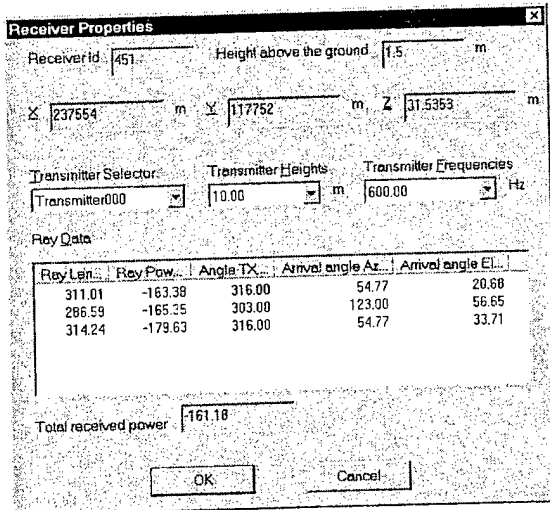 Receiver Properties
Receiver Id 451 Height above the ground 1.5 m
X 237554 m Y 117752 m Z 31.5353 m
Transmitter Selector Transmitter Heights Transmitter Frequencies
Transmitter000 10.00 m 600.00 Hz
Ray Data
Ray Len... Ray Pow... Angle TX... Arrival angle Az... Arrival angle El...
311.01 -163.38 316.00 54.77 20.68
286.59 -165.35 303.00 123.00 56.65
314.24 -179.63 316.00 54.77 33.71
Total received power -161.18
OK Cancel